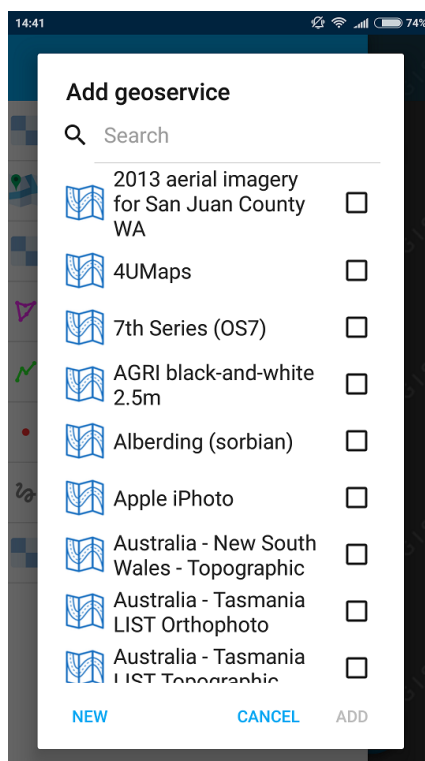 14:41
74%
Add geoservice
Search
2013 aerial imagery
for San Juan County
WA
4UMaps
7th Series (OS7)
AGRI black-and-white
2.5m
Alberding (sorbian)
Apple iPhoto
Australia - New South
Wales - Topographic
Australia - Tasmania
LIST Orthophoto
Australia - Tasmania
LIST Topographic
NEW
CANCEL
ADD